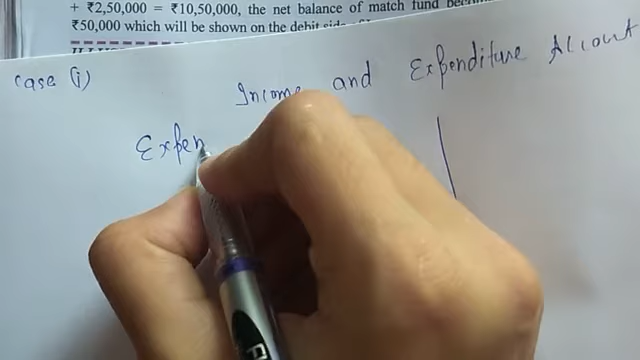 + ₹2,50,000 = ₹10,50,000, the net balance of match fund
₹50,000 which will be shown on the debit
Case (i)
Income and Expenditure Account
Expen